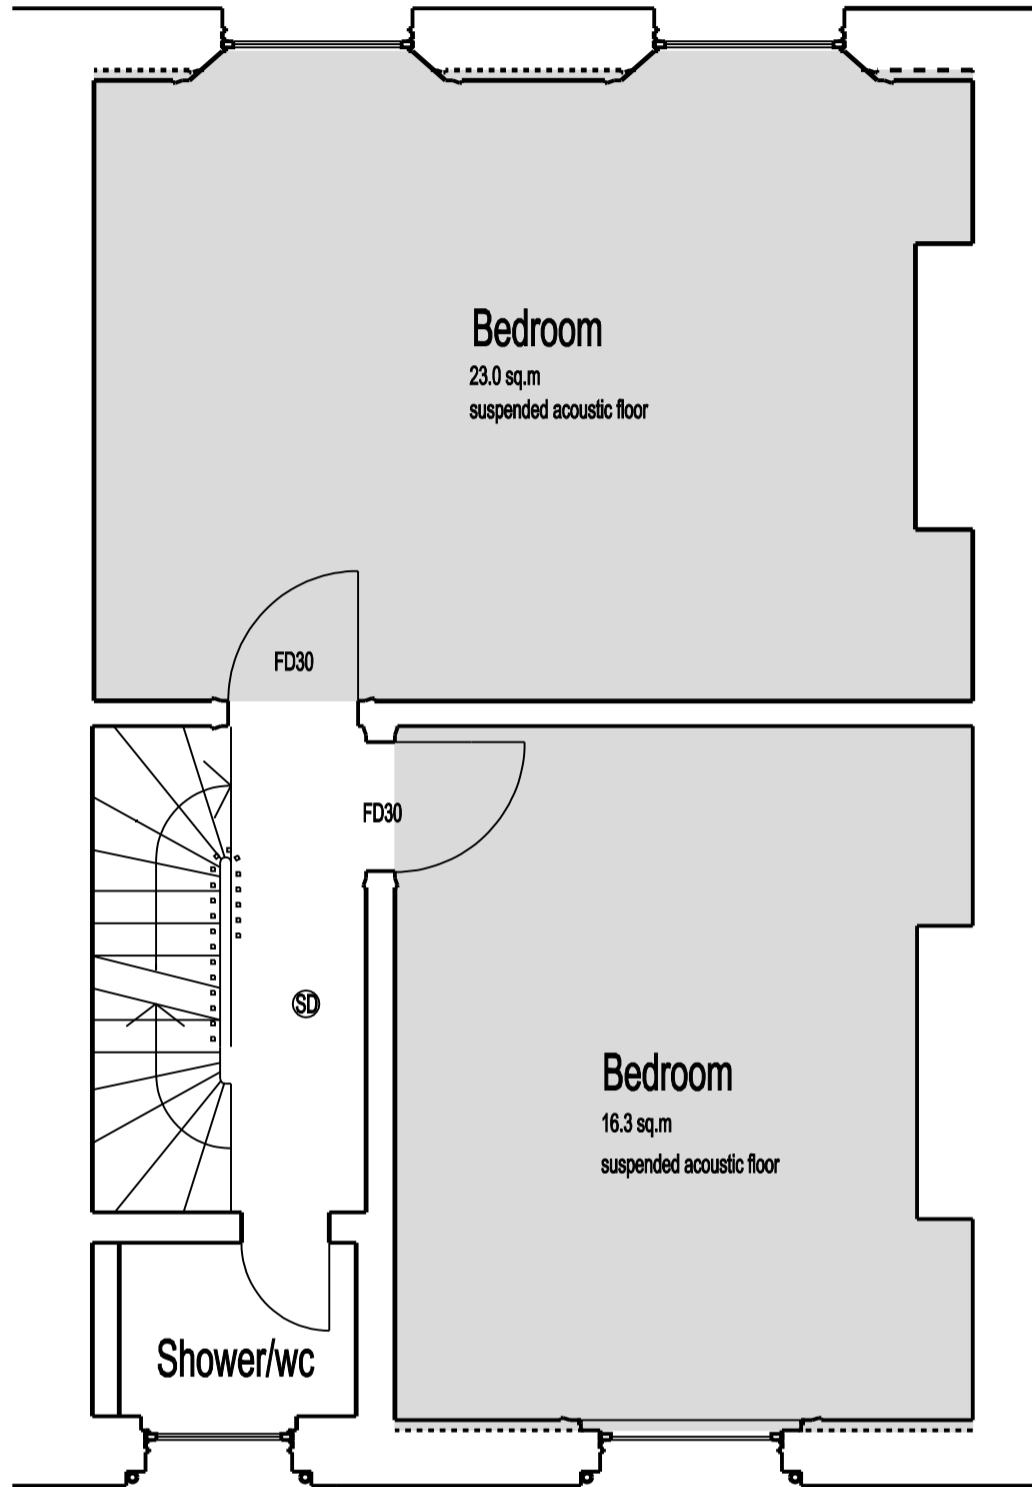 Bedroom
23.0 sq.m
suspended acoustic floor
FD30
FD30
SD
Bedroom
16.3 sq.m
suspended acoustic floor
Shower/wc